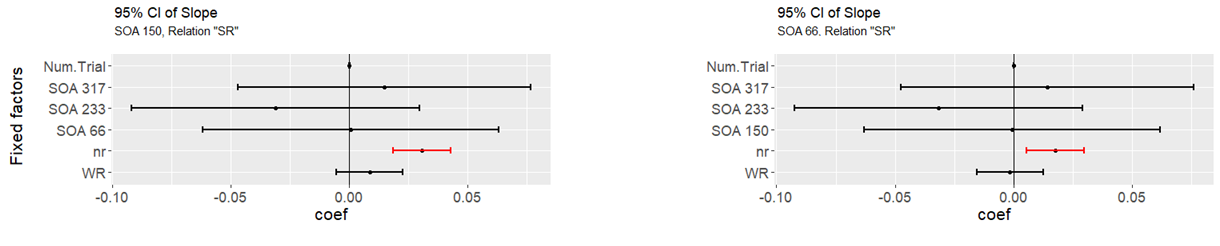 95% CI of Slope
SOA 150, Relation "SR"
Fixed factors
Num.Trial
SOA 317
SOA 233
SOA 66
nr
WR
-0.10 -0.05 0.00 0.05
coef
95% CI of Slope
SOA 66. Relation "SR"
Num.Trial
SOA 317
SOA 233
SOA 150
nr
WR
-0.10 -0.05 0.00 0.05
coef